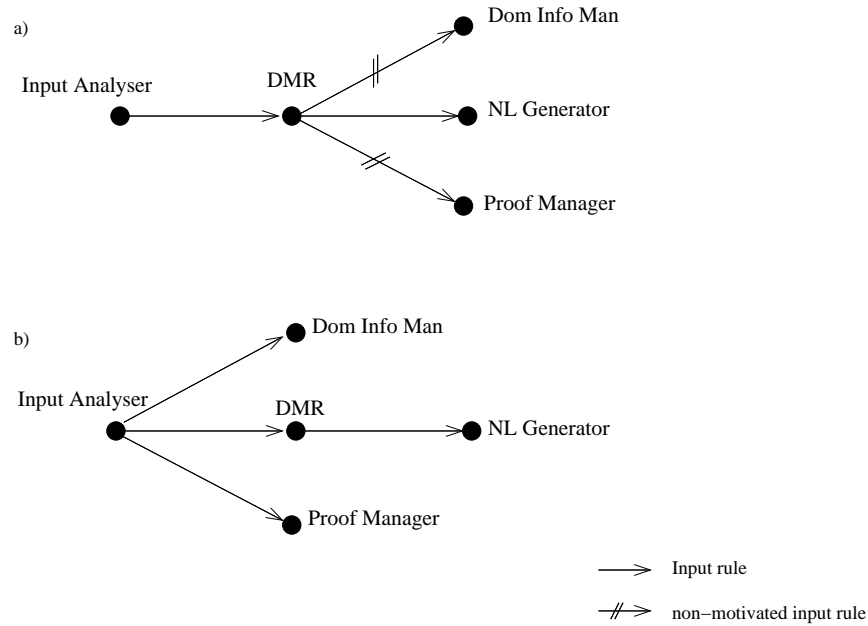 a)
Dom Info Man
DMR
Input Analyser
NL Generator
Proof Manager
b)
Dom Info Man
Input Analyser
DMR
NL Generator
Proof Manager
Input rule
non−motivated input rule